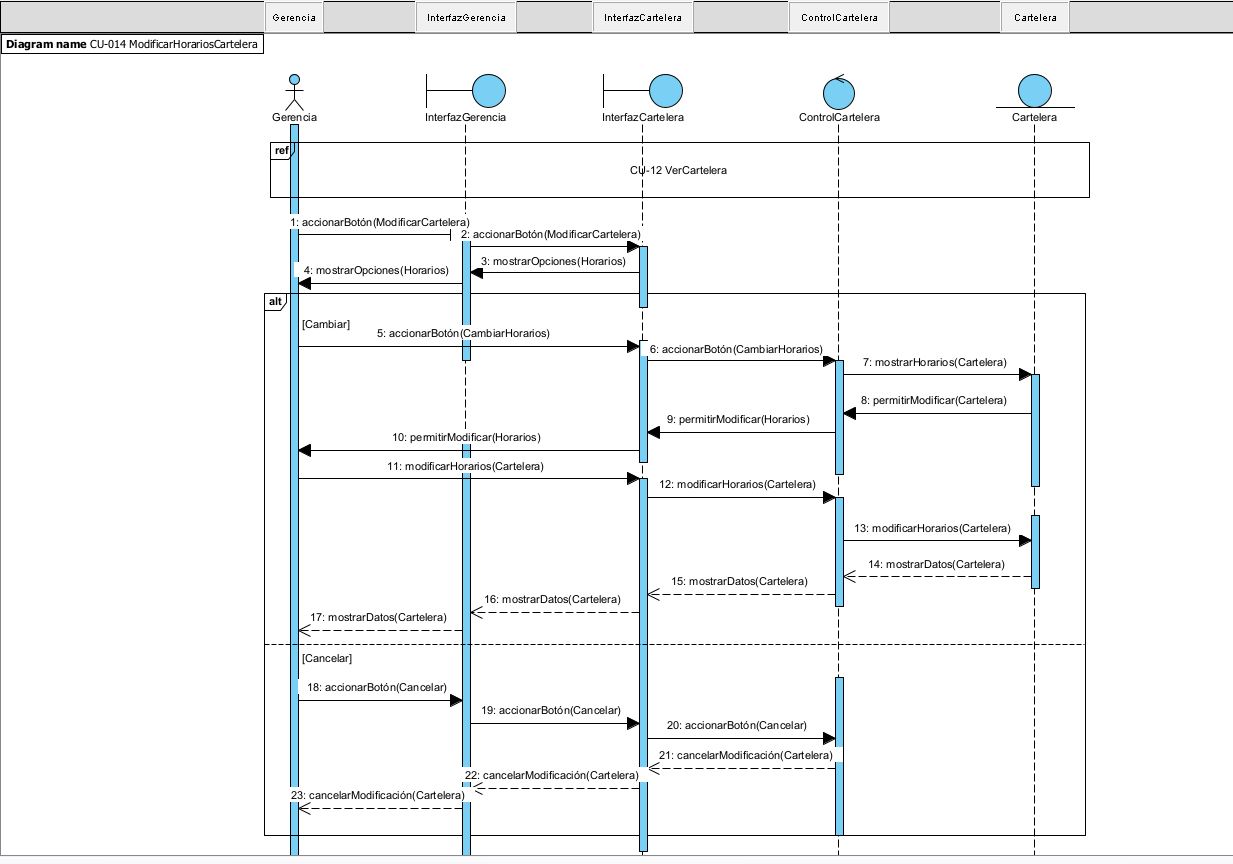 Gerencia InterfazGerencia InterfazCartelera ControlCartelera Cartelera
Diagram name CU-014 ModificarHorariosCartelera
Gerencia InterfazGerencia InterfazCartelera ControlCartelera Cartelera
ref
CU-12 VerCartelera
1: accionarBotón(ModificarCartelera)
2: accionarBotón(ModificarCartelera)
3: mostrarOpciones(Horarios)
4: mostrarOpciones(Horarios)
alt
[Cambiar]
5: accionarBotón(CambiarHorarios)
6: accionarBotón(CambiarHorarios)
7: mostrarHorarios(Cartelera)
8: permitirModificar(Cartelera)
9: permitirModificar(Horarios)
10: permitirModificar(Horarios)
11: modificarHorarios(Cartelera)
12: modificarHorarios(Cartelera)
13: modificarHorarios(Cartelera)
14: mostrarDatos(Cartelera)
15: mostrarDatos(Cartelera)
16: mostrarDatos(Cartelera)
17: mostrarDatos(Cartelera)
[Cancelar]
18: accionarBotón(Cancelar)
19: accionarBotón(Cancelar)
20: accionarBotón(Cancelar)
21: cancelarModificación(Cartelera)
22: cancelarModificación(Cartelera)
23: cancelarModificación(Cartelera)